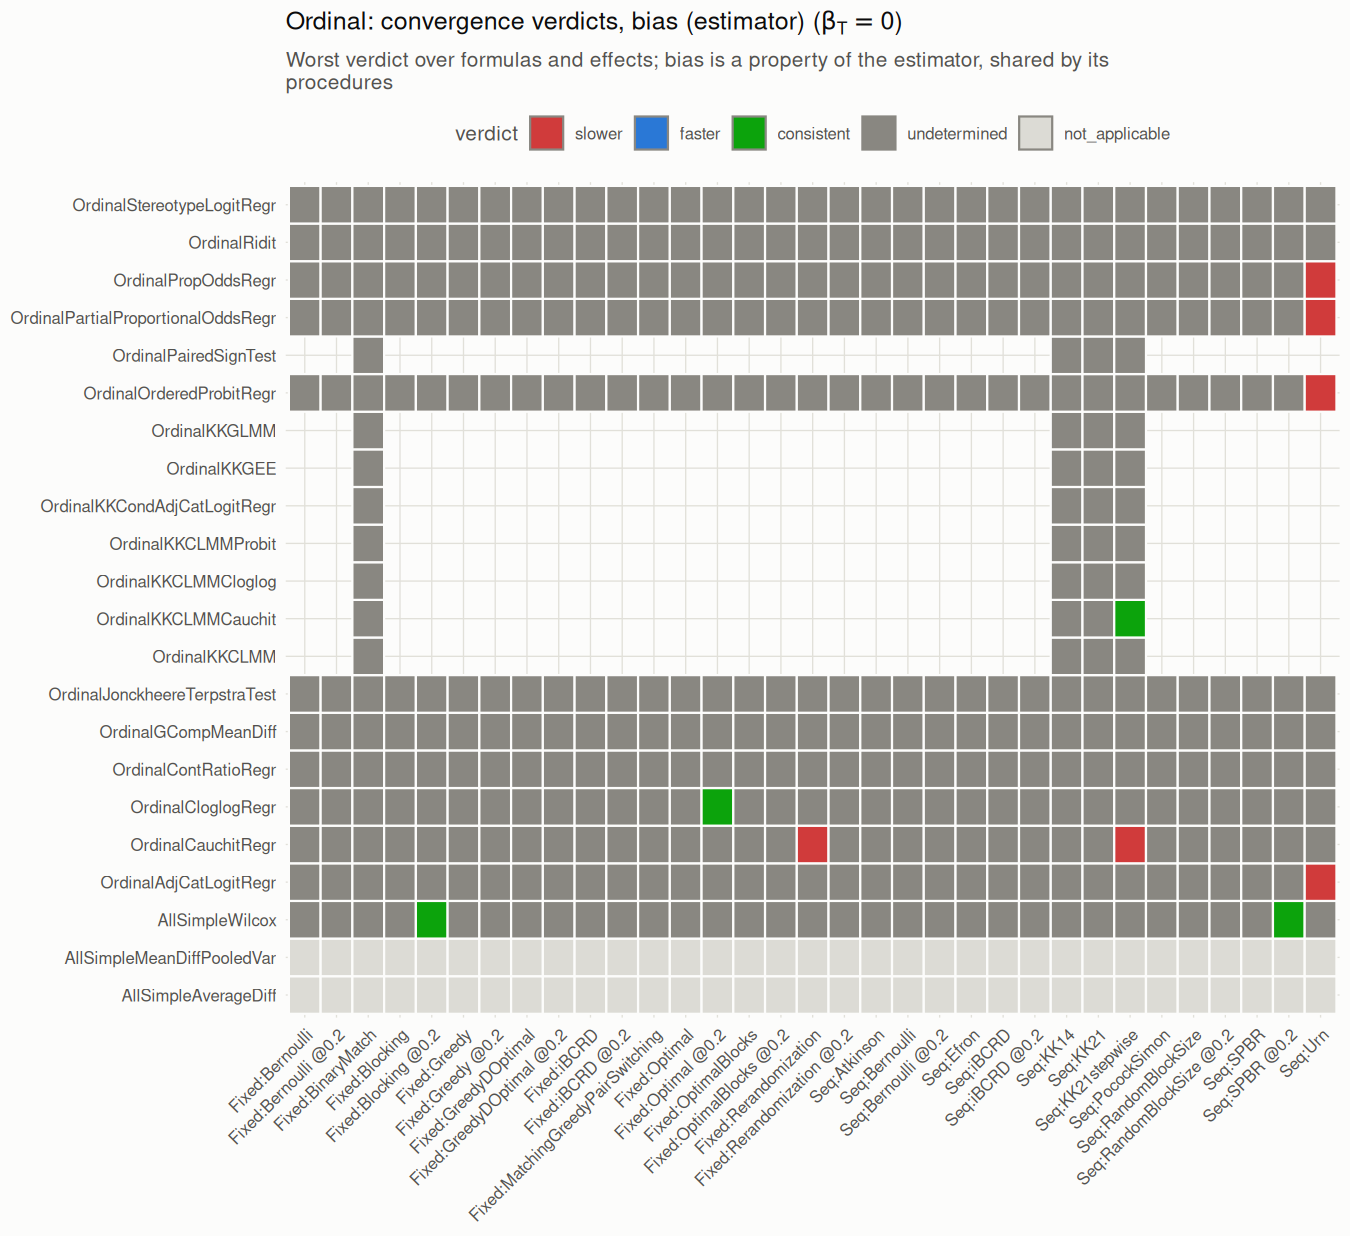 Ordinal: convergence verdicts, bias (estimator) (βT = 0)
Worst verdict over formulas and effects; bias is a property of the estimator, shared by its
procedures
verdict slower faster consistent undetermined not_applicable
OrdinalStereotypeLogitRegr
OrdinalRidit
OrdinalPropOddsRegr
OrdinalPartialProportionalOddsRegr
OrdinalPairedSignTest
OrdinalOrderedProbitRegr
OrdinalKKGLMM
OrdinalKKGEE
OrdinalKKCondAdjCatLogitRegr
OrdinalKKCLMMProbit
OrdinalKKCLMMCloglog
OrdinalKKCLMMCauchit
OrdinalKKCLMM
OrdinalJonckheereTerpstraTest
OrdinalGCompMeanDiff
OrdinalContRatioRegr
OrdinalCloglogRegr
OrdinalCauchitRegr
OrdinalAdjCatLogitRegr
AllSimpleWilcox
AllSimpleMeanDiffPooledVar
AllSimpleAverageDiff
Fixed:Bernoulli
Fixed:Bernoulli @0.2
Fixed:BinaryMatch
Fixed:Blocking
Fixed:Blocking @0.2
Fixed:Greedy
Fixed:Greedy @0.2
Fixed:GreedyDOptimal
Fixed:GreedyDOptimal @0.2
Fixed:iBCRD
Fixed:iBCRD @0.2
Fixed:MatchingGreedyPairSwitching
Fixed:Optimal
Fixed:Optimal @0.2
Fixed:OptimalBlocks
Fixed:OptimalBlocks @0.2
Fixed:Rerandomization
Fixed:Rerandomization @0.2
Seq:Atkinson
Seq:Bernoulli
Seq:Bernoulli @0.2
Seq:Efron
Seq:iBCRD
Seq:iBCRD @0.2
Seq:KK14
Seq:KK21
Seq:KK21stepwise
Seq:PocockSimon
Seq:RandomBlockSize
Seq:RandomBlockSize @0.2
Seq:SPBR
Seq:SPBR @0.2
Seq:Urn